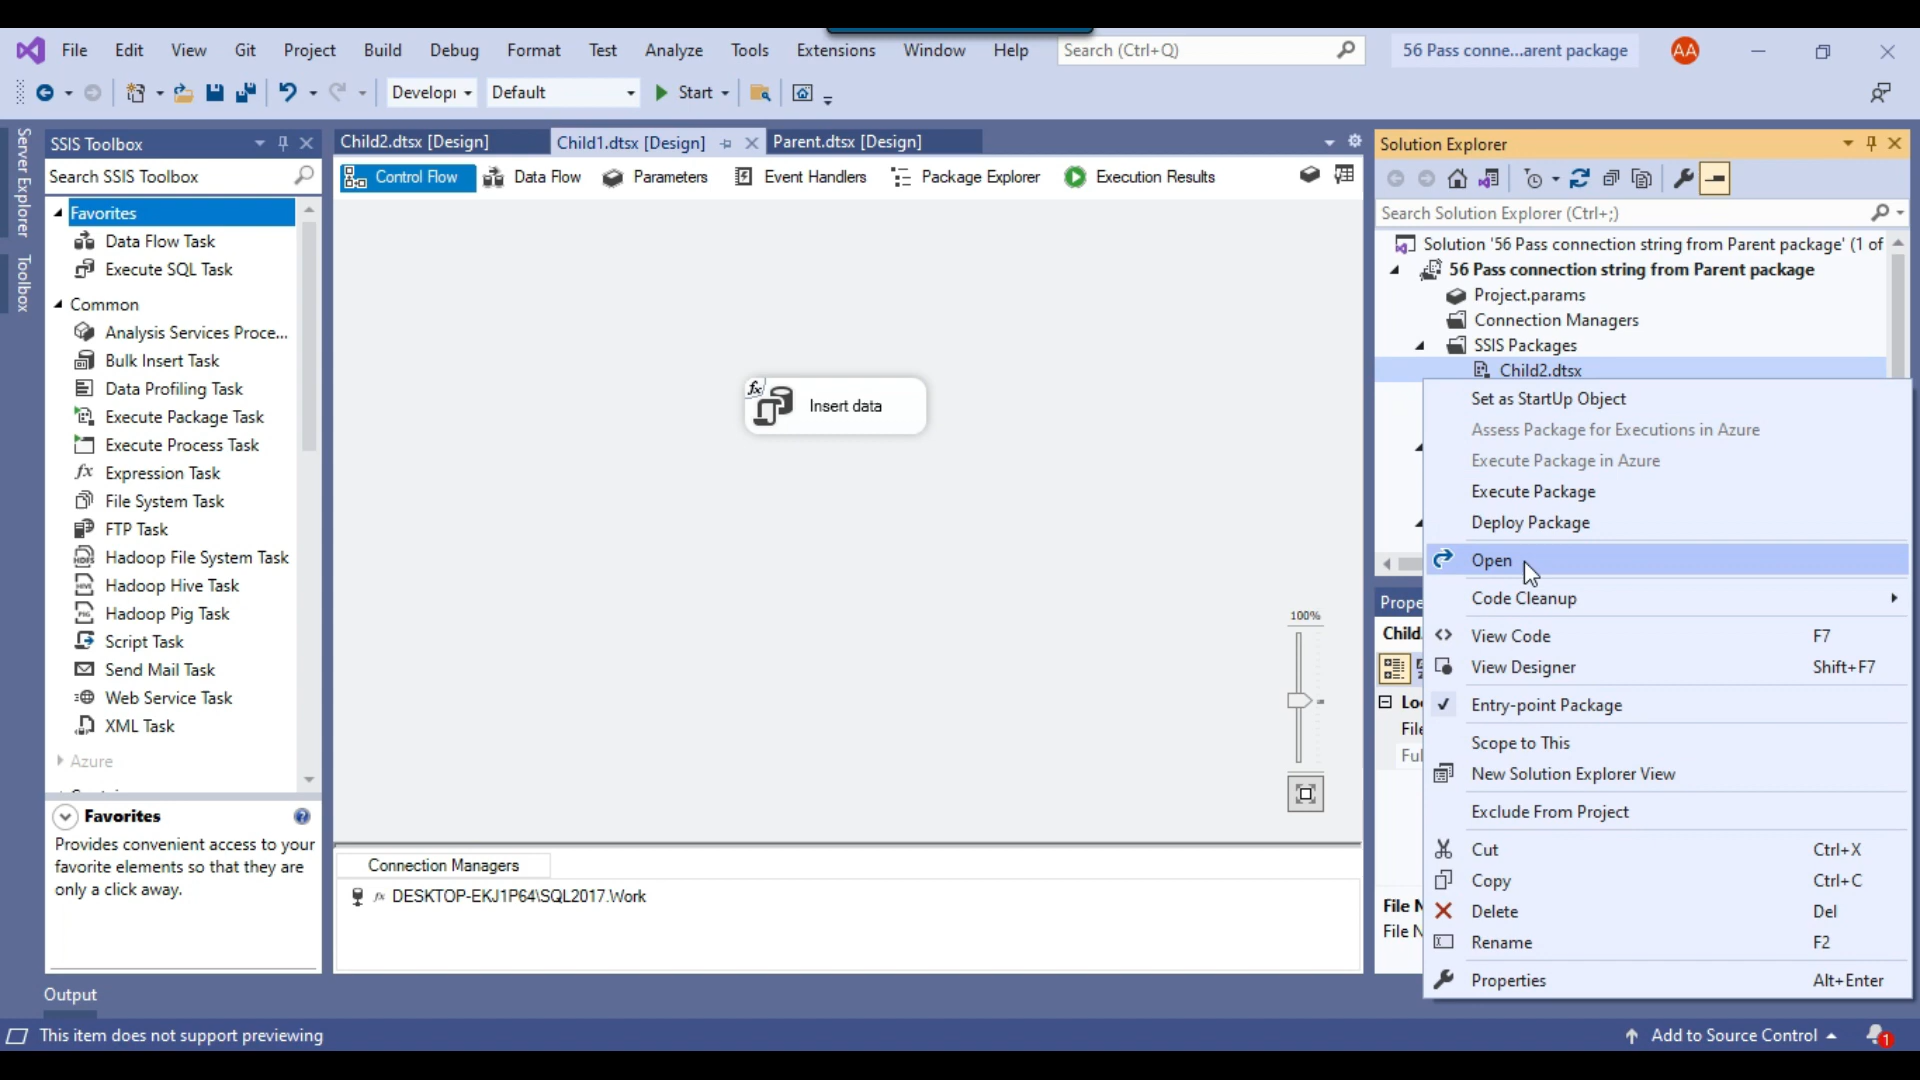 File Edit View Git Project Build Debug Format Test Analyze Tools Extensions Window Help Search (Ctrl+Q) 56 Pass conne...arent package AA
Developı Default Start
Server Explorer
Toolbox
SSIS Toolbox
Search SSIS Toolbox
Favorites
Data Flow Task
Execute SQL Task
Common
Analysis Services Proce...
Bulk Insert Task
Data Profiling Task
Execute Package Task
Execute Process Task
Expression Task
File System Task
FTP Task
Hadoop File System Task
Hadoop Hive Task
Hadoop Pig Task
Script Task
Send Mail Task
Web Service Task
XML Task
Azure
Favorites
Provides convenient access to your
favorite elements so that they are
only a click away.
Child2.dtsx [Design] Child1.dtsx [Design] Parent.dtsx [Design]
Control Flow Data Flow Parameters Event Handlers Package Explorer Execution Results
fx
Insert data
100%
Connection Managers
fx DESKTOP-EKJ1P64\SQL2017.Work
Solution Explorer
Search Solution Explorer (Ctrl+;)
Solution '56 Pass connection string from Parent package' (1 of
56 Pass connection string from Parent package
Project.params
Connection Managers
SSIS Packages
Child2.dtsx
Set as StartUp Object
Assess Package for Executions in Azure
Execute Package in Azure
Execute Package
Deploy Package
Open
Code Cleanup
View Code F7
View Designer Shift+F7
Entry-point Package
Scope to This
New Solution Explorer View
Exclude From Project
Cut Ctrl+X
Copy Ctrl+C
Delete Del
Rename F2
Properties Alt+Enter
Prope
Child.
Loc
File
Ful
File N
File N
Output
This item does not support previewing
Add to Source Control 1